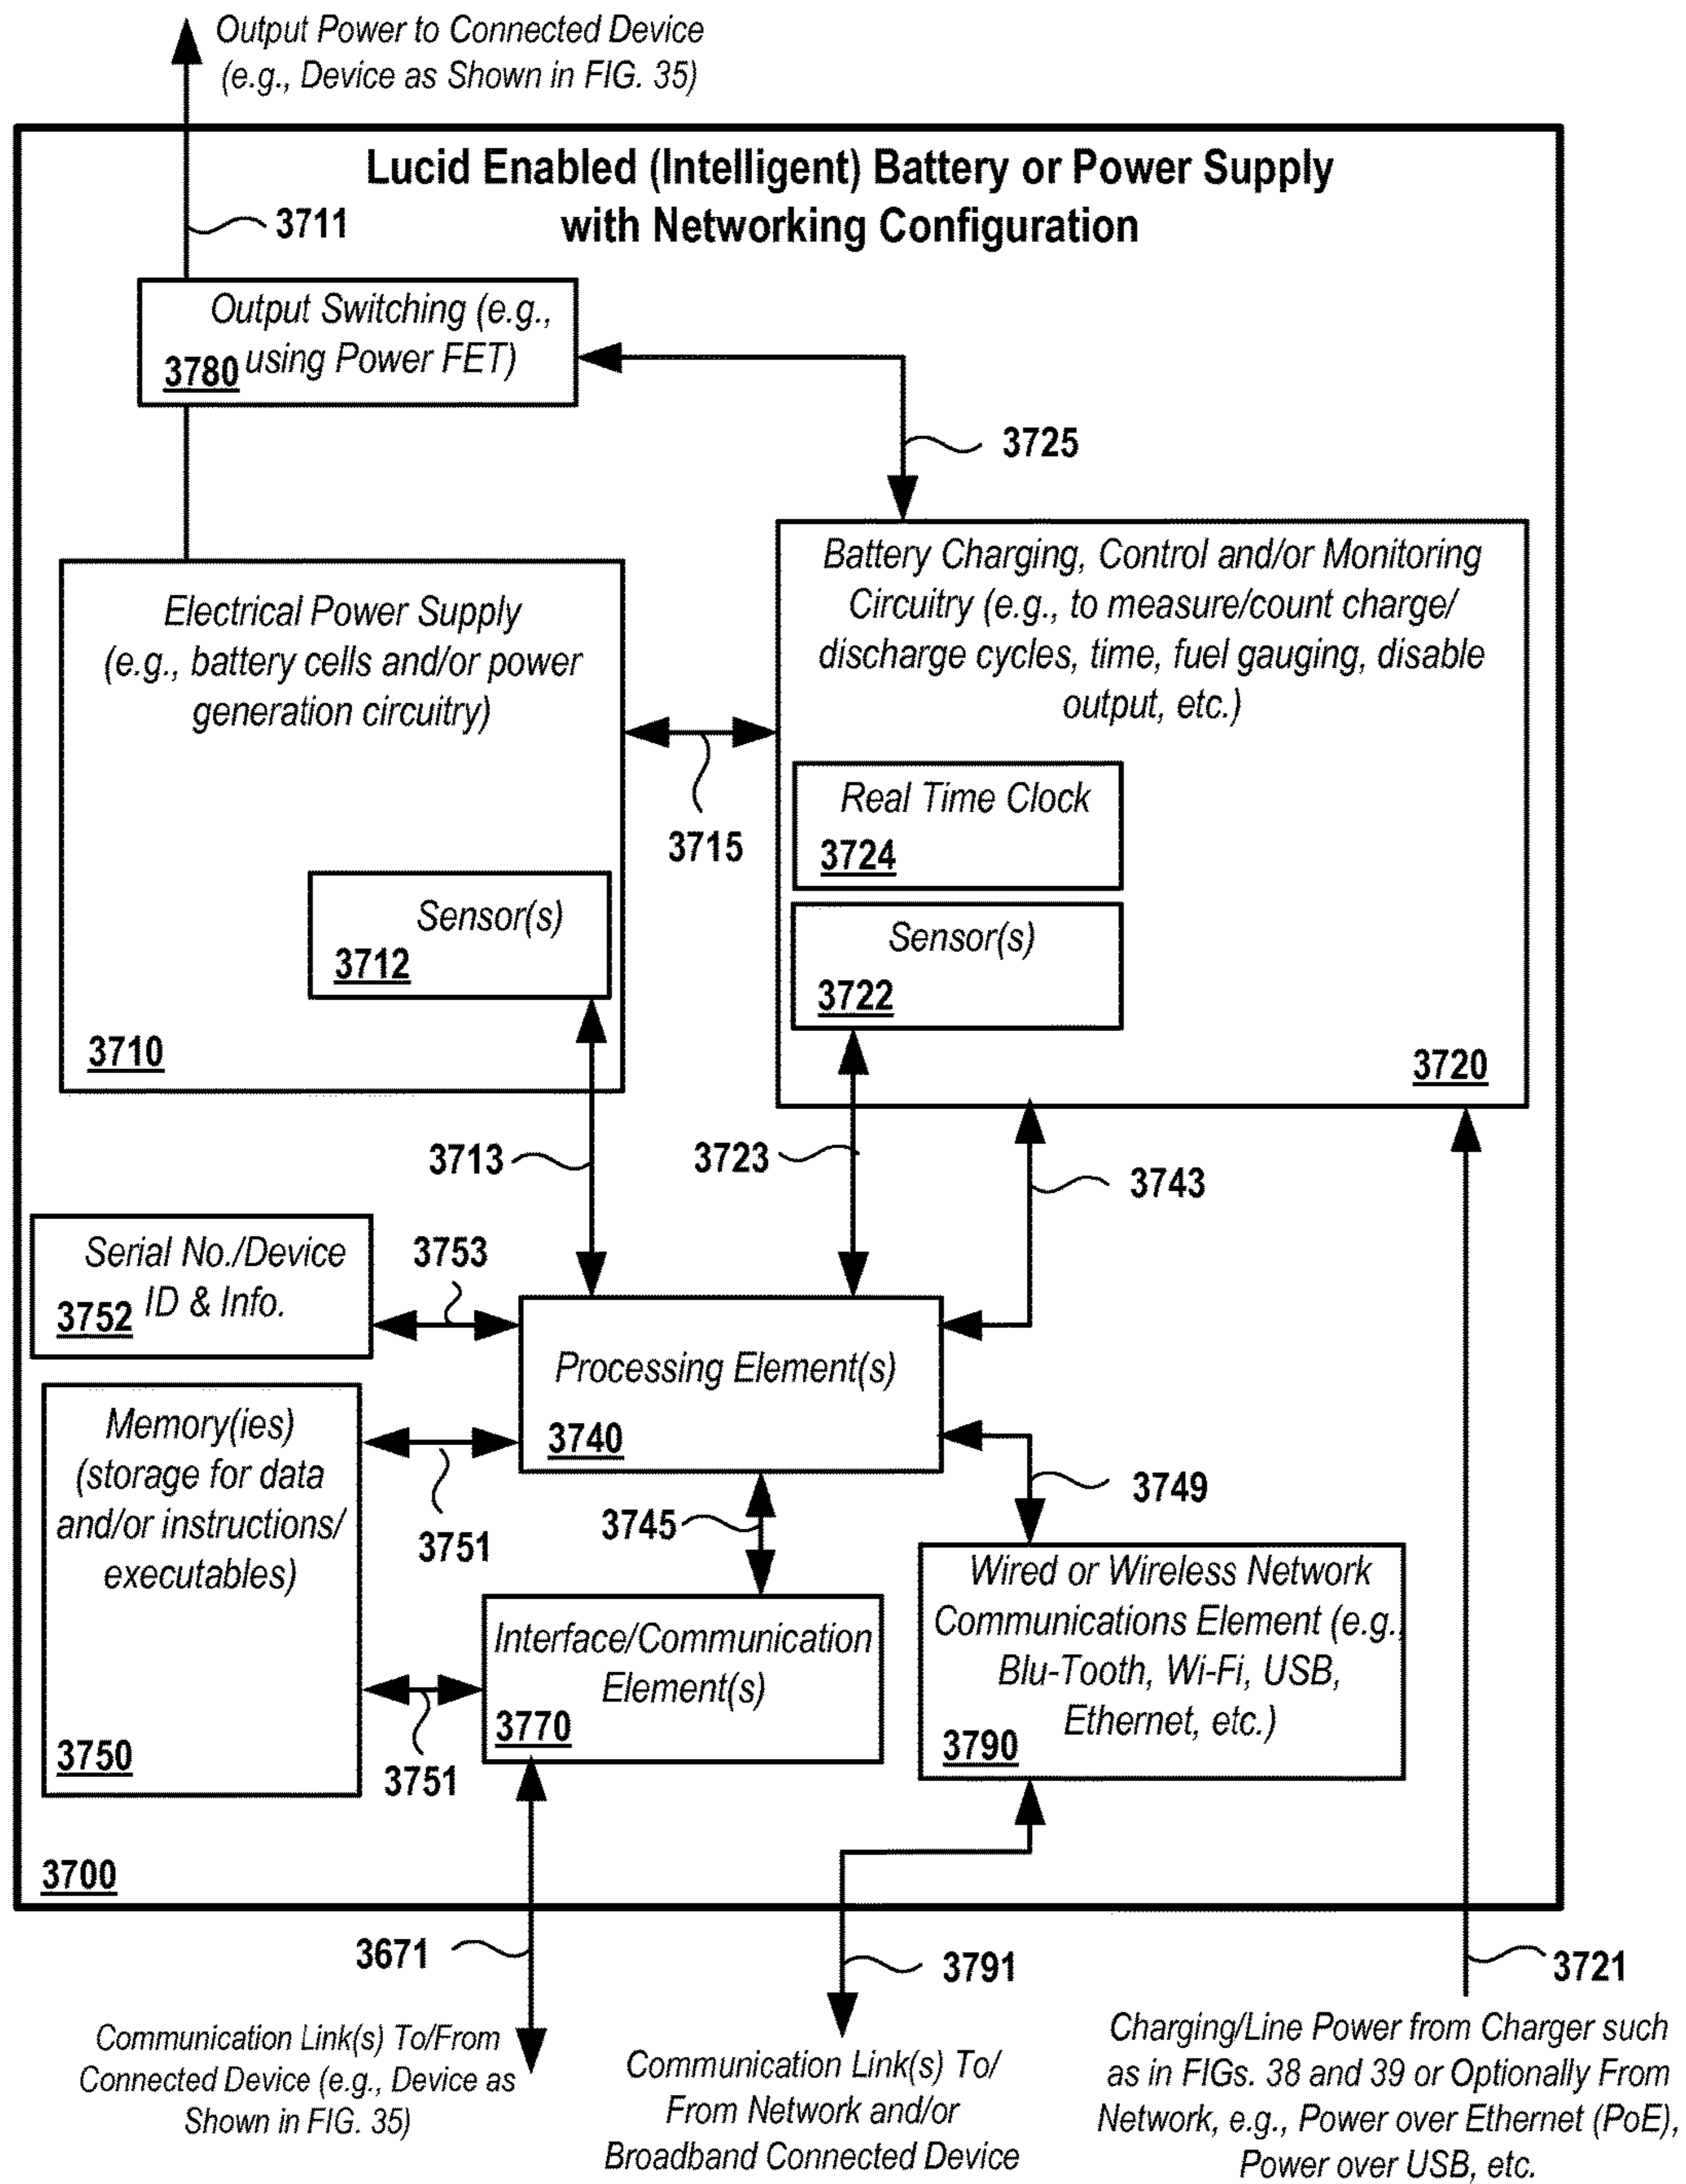 Output Power to Connected Device
(e.g., Device as Shown in FIG. 35)
Lucid Enabled (Intelligent) Battery or Power Supply
with Networking Configuration
3711
Output Switching (e.g.,
3780 using Power FET)
3725
Electrical Power Supply
(e.g., battery cells and/or power
generation circuitry)
Sensor(s)
3712
3710
3715
Battery Charging, Control and/or Monitoring
Circuitry (e.g., to measure/count charge/
discharge cycles, time, fuel gauging, disable
output, etc.)
Real Time Clock
3724
Sensor(s)
3722
3720
3713
3723
3743
Serial No./Device
3752 ID & Info.
3753
Processing Element(s)
3740
Memory(ies)
(storage for data
and/or instructions/
executables)
3750
3751
3745
3749
Interface/Communication
Element(s)
3770
3751
Wired or Wireless Network
Communications Element (e.g.,
Blu-Tooth, Wi-Fi, USB,
Ethernet, etc.)
3790
3700
3671
3791
3721
Communication Link(s) To/From
Connected Device (e.g., Device as
Shown in FIG. 35)
Communication Link(s) To/
From Network and/or
Broadband Connected Device
Charging/Line Power from Charger such
as in FIGs. 38 and 39 or Optionally From
Network, e.g., Power over Ethernet (PoE),
Power over USB, etc.